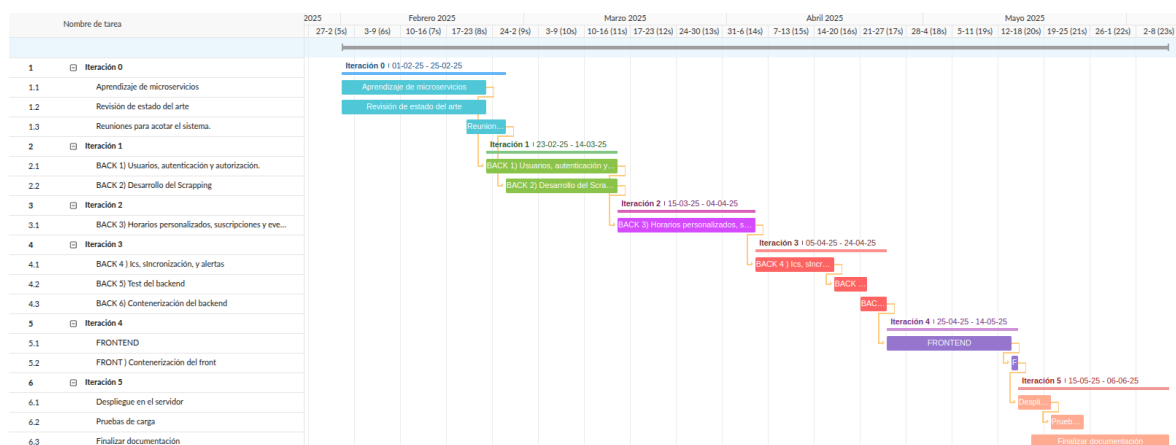 Nombre de tarea
2025 Febrero 2025 Marzo 2025 Abril 2025 Mayo 2025
27-2 (5s) 3-9 (6s) 10-16 (7s) 17-23 (8s) 24-2 (9s) 3-9 (10s) 10-16 (11s) 17-23 (12s) 24-30 (13s) 31-6 (14s) 7-13 (15s) 14-20 (16s) 21-27 (17s) 28-4 (18s) 5-11 (19s) 12-18 (20s) 19-25 (21s) 26-1 (22s) 2-8 (23s)
1 Iteración 0 Iteración 0 I 01-02-25 - 25-02-25
1.1 Aprendizaje de microservicios Aprendizaje de microservicios
1.2 Revisión de estado del arte Revisión de estado del arte
1.3 Reuniones para acotar el sistema. Reunion...
2 Iteración 1 Iteración 1 I 23-02-25 - 14-03-25
2.1 BACK 1) Usuarios, autenticación y autorización. BACK 1) Usuarios, autenticación y...
2.2 BACK 2) Desarrollo del Scrapping BACK 2) Desarrollo del Scra...
3 Iteración 2 Iteración 2 I 15-03-25 - 04-04-25
3.1 BACK 3) Horarios personalizados, suscripciones y eve... BACK 3) Horarios personalizados, s...
4 Iteración 3 Iteración 3 I 05-04-25 - 24-04-25
4.1 BACK 4 ) Ics, sIncronización, y alertas BACK 4 ) Ics, sIncr...
4.2 BACK 5) Test del backend BACK ...
4.3 BACK 6) Contenerización del backend BAC...
5 Iteración 4 Iteración 4 I 25-04-25 - 14-05-25
5.1 FRONTEND FRONTEND
5.2 FRONT ) Contenerización del front F
6 Iteración 5 Iteración 5 I 15-05-25 - 06-06-25
6.1 Despliegue en el servidor Despli...
6.2 Pruebas de carga Prueb...
6.3 Finalizar documentación Finalizar documentación